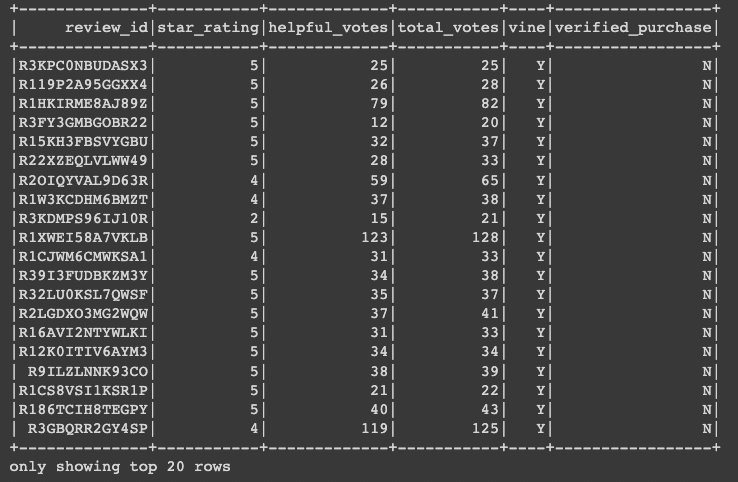 +--------------+-----------+-------------+-----------+----+-----------------+
|     review_id|star_rating|helpful_votes|total_votes|vine|verified_purchase|
+--------------+-----------+-------------+-----------+----+-----------------+
|R3KPC0NBUDASX3|          5|           25|         25|   Y|                N|
|R119P2A95GGXX4|          5|           26|         28|   Y|                N|
|R1HKIRME8AJ89Z|          5|           79|         82|   Y|                N|
|R3FY3GMBGOBR22|          5|           12|         20|   Y|                N|
|R15KH3FBSVYGBU|          5|           32|         37|   Y|                N|
|R22XZEQLVLWW49|          5|           28|         33|   Y|                N|
|R2OIQYVAL9D63R|          4|           59|         65|   Y|                N|
|R1W3KCDHM6BMZT|          4|           37|         38|   Y|                N|
|R3KDMPS96IJ10R|          2|           15|         21|   Y|                N|
|R1XWEI58A7VKLB|          5|          123|        128|   Y|                N|
|R1CJWM6CMWKSA1|          4|           31|         33|   Y|                N|
|R39I3FUDBKZM3Y|          5|           34|         38|   Y|                N|
|R32LU0KSL7QWSF|          5|           35|         37|   Y|                N|
|R2LGDXO3MG2WQW|          5|           37|         41|   Y|                N|
|R16AVI2NTYWLKI|          5|           31|         33|   Y|                N|
|R12K0ITIV6AYM3|          5|           34|         34|   Y|                N|
| R9ILZLNNK93CO|          5|           38|         39|   Y|                N|
|R1CS8VSI1KSR1P|          5|           21|         22|   Y|                N|
|R186TCIH8TEGPY|          5|           40|         43|   Y|                N|
| R3GBQRR2GY4SP|          4|          119|        125|   Y|                N|
+--------------+-----------+-------------+-----------+----+-----------------+
only showing top 20 rows